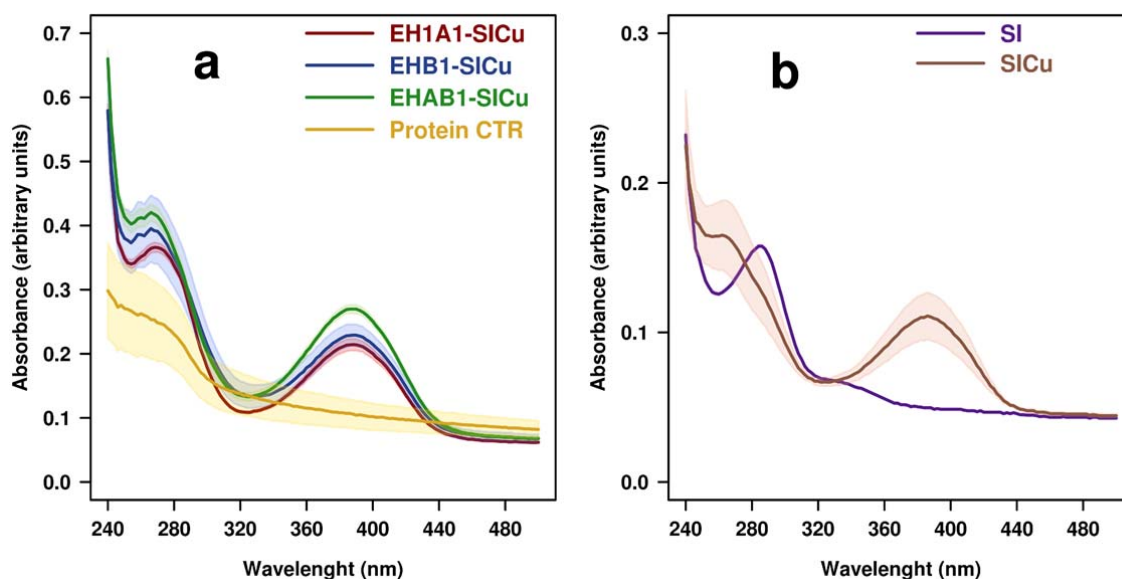 a
EH1A1-SICu
EHB1-SICu
EHAB1-SICu
Protein CTR
Absorbance (arbitrary units)
0.7
0.6
0.5
0.4
0.3
0.2
0.1
0.0
240 280 320 360 400 440 480
Wavelenght (nm)
b
SI
SICu
Absorbance (arbitrary units)
0.3
0.2
0.1
0.0
240 280 320 360 400 440 480
Wavelenght (nm)